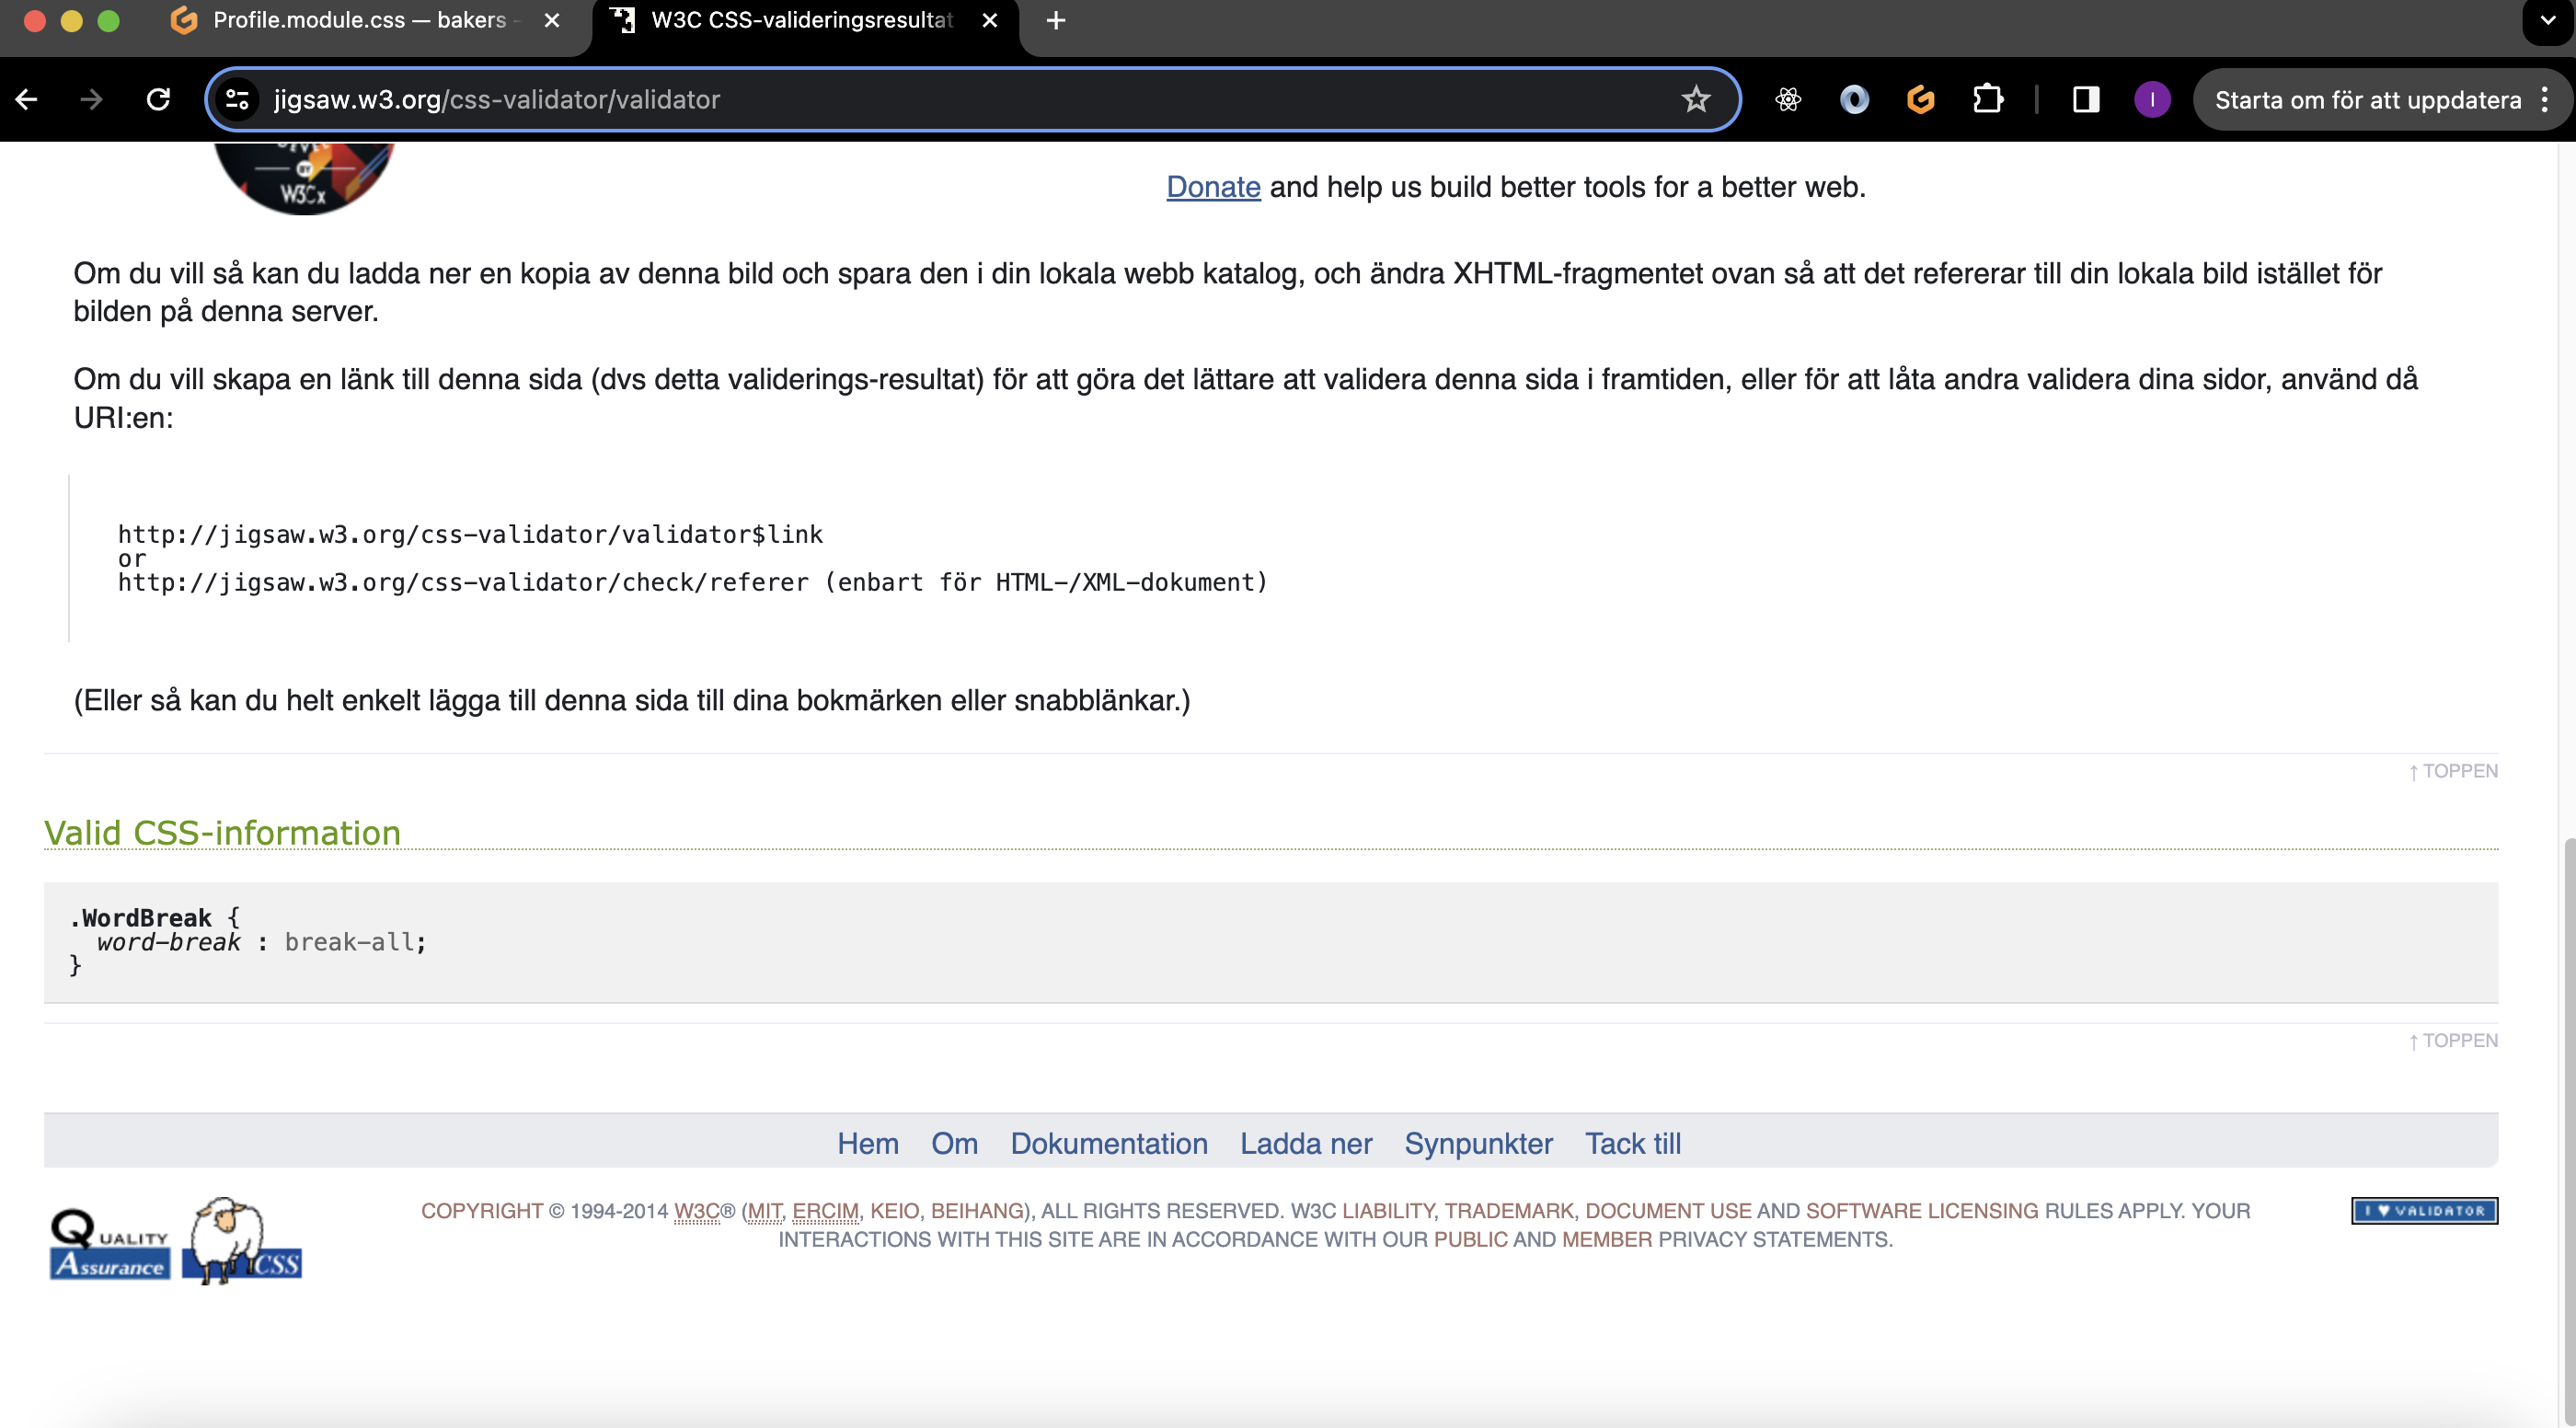 Profile.module.css — bakers -
W3C CSS-valideringsresultat
jigsaw.w3.org/css-validator/validator
I
Starta om för att uppdatera
BY
W3Cx
Donate and help us build better tools for a better web.
Om du vill så kan du ladda ner en kopia av denna bild och spara den i din lokala webb katalog, och ändra XHTML-fragmentet ovan så att det refererar till din lokala bild istället för
bilden på denna server.
Om du vill skapa en länk till denna sida (dvs detta validerings-resultat) för att göra det lättare att validera denna sida i framtiden, eller för att låta andra validera dina sidor, använd då
URI:en:
http://jigsaw.w3.org/css-validator/validator$link
or
http://jigsaw.w3.org/css-validator/check/referer (enbart för HTML-/XML-dokument)
(Eller så kan du helt enkelt lägga till denna sida till dina bokmärken eller snabblänkar.)
↑ TOPPEN
Valid CSS-information
.WordBreak {
word-break : break-all;
}
↑ TOPPEN
Hem Om Dokumentation Ladda ner Synpunkter Tack till
QUALITY
Assurance
CSS
COPYRIGHT © 1994-2014 W3C® (MIT, ERCIM, KEIO, BEIHANG), ALL RIGHTS RESERVED. W3C LIABILITY, TRADEMARK, DOCUMENT USE AND SOFTWARE LICENSING RULES APPLY. YOUR
INTERACTIONS WITH THIS SITE ARE IN ACCORDANCE WITH OUR PUBLIC AND MEMBER PRIVACY STATEMENTS.
I ♥ VALIDATOR